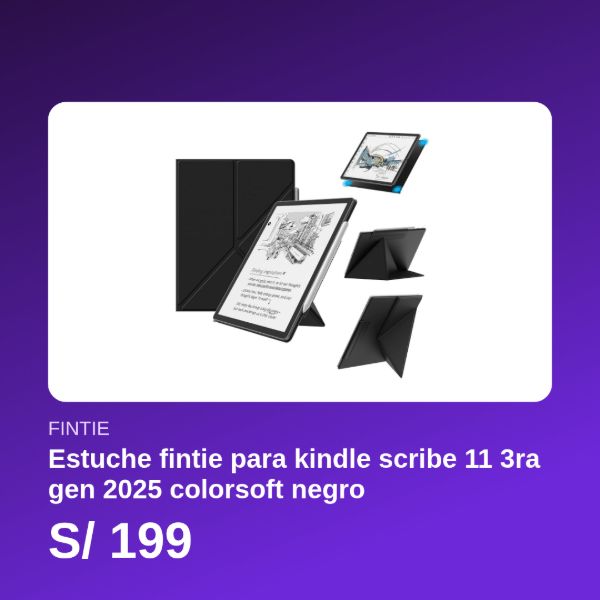 FINTIE
Estuche fintie para kindle scribe 11 3ra
gen 2025 colorsoft negro
S/ 199